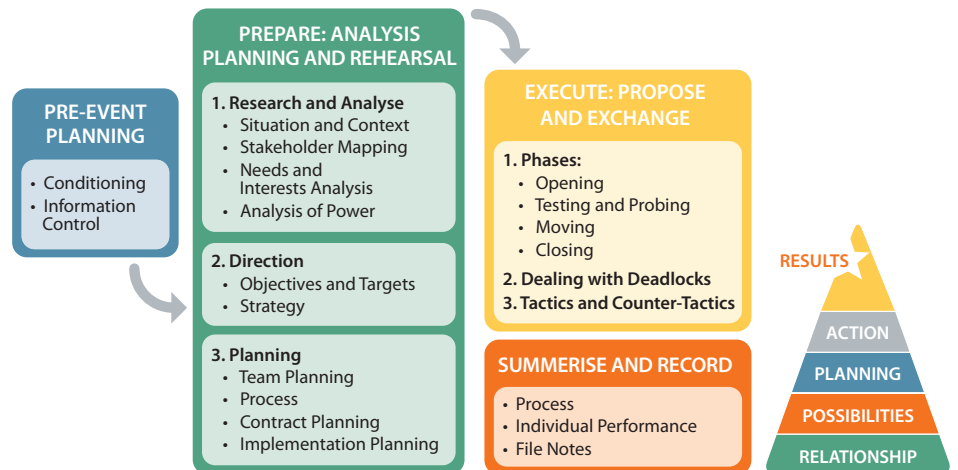 PRE-EVENT
PLANNING
• Conditioning
• Information
Control
PREPARE: ANALYSIS
PLANNING AND REHEARSAL
1. Research and Analyse
• Situation and Context
• Stakeholder Mapping
• Needs and
Interests Analysis
• Analysis of Power
2. Direction
• Objectives and Targets
• Strategy
3. Planning
• Team Planning
• Process
• Contract Planning
• Implementation Planning
EXECUTE: PROPOSE
AND EXCHANGE
1. Phases:
• Opening
• Testing and Probing
• Moving
• Closing
2. Dealing with Deadlocks
3. Tactics and Counter-Tactics
SUMMERISE AND RECORD
• Process
• Individual Performance
• File Notes
RESULTS
ACTION
PLANNING
POSSIBILITIES
RELATIONSHIP